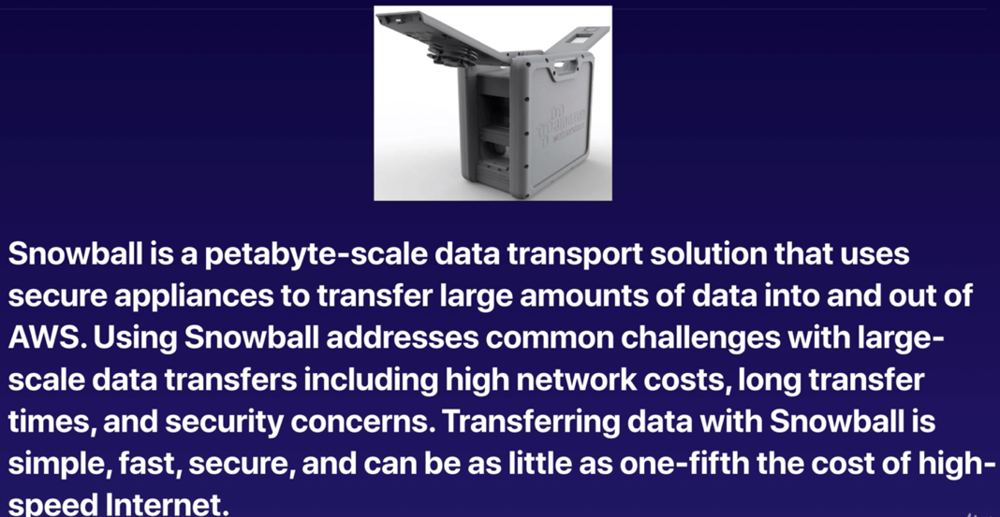 Snowball is a petabyte-scale data transport solution that uses
secure appliances to transfer large amounts of data into and out of
AWS. Using Snowball addresses common challenges with large-
scale data transfers including high network costs, long transfer
times, and security concerns. Transferring data with Snowball is
simple, fast, secure, and can be as little as one-fifth the cost of high-
speed Internet.